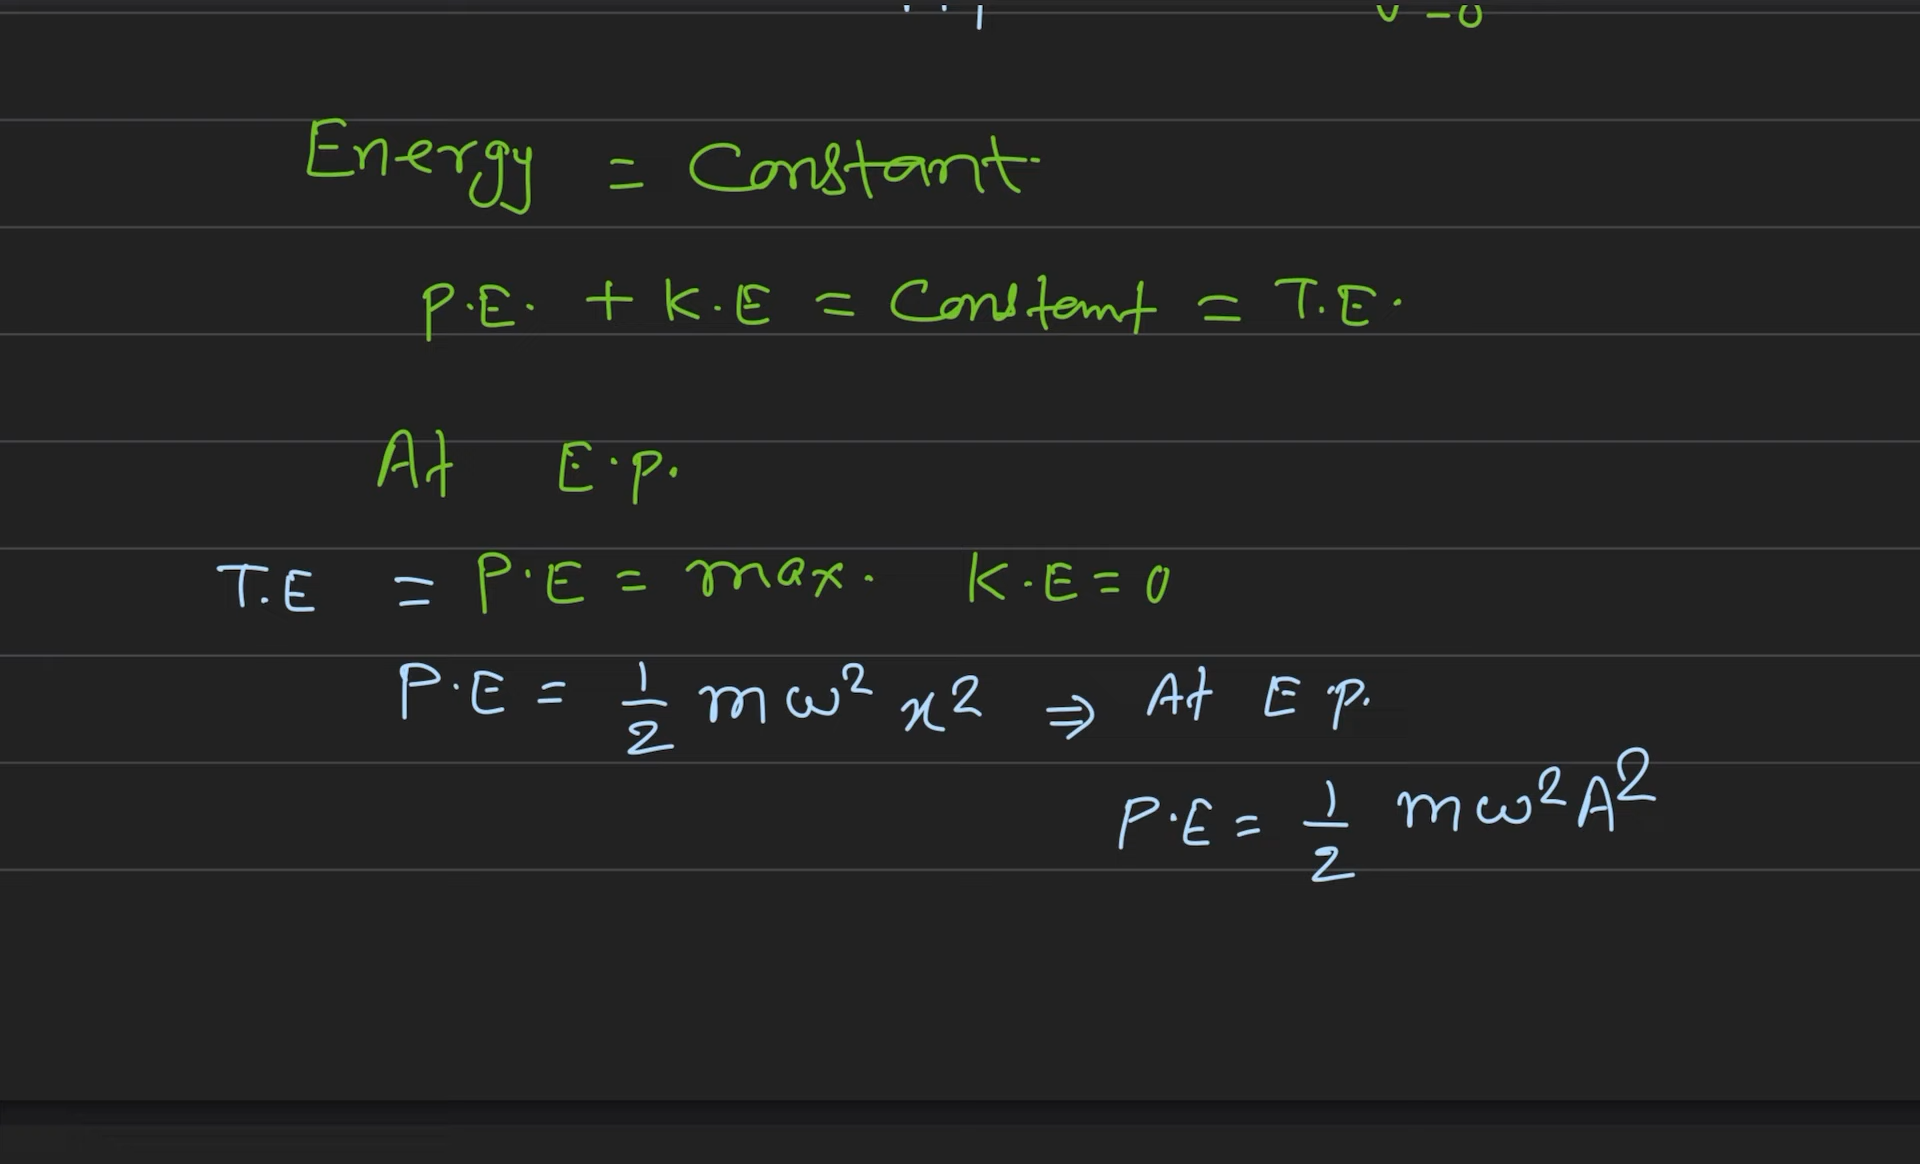 Energy = Constant
P.E. + K.E = Constant = T.E.
At E.P.
T.E = P.E = max. K.E = 0
P.E = 1/2 mω² x² ⇒ At E P.
P.E = 1/2 mω²A²